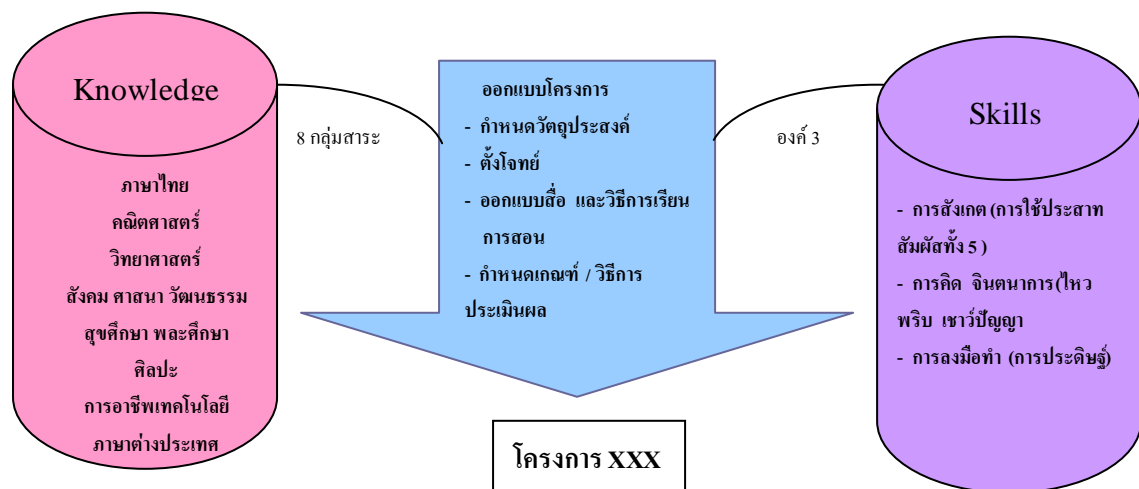 Knowledge
ภาษาไทย
คณิตศาสตร์
วิทยาศาสตร์
สังคม ศาสนา วัฒนธรรม
สุขศึกษา พละศึกษา
ศิลปะ
การอาชีพเทคโนโลยี
ภาษาต่างประเทศ
8 กลุ่มสาระ
ออกแบบโครงการ
- กำหนดวัตถุประสงค์
- ตั้งโจทย์
- ออกแบบสื่อ และวิธีการเรียน
การสอน
- กำหนดเกณฑ์ / วิธีการ
ประเมินผล
องค์ 3
Skills
- การสังเกต (การใช้ประสาท
สัมผัสทั้ง 5 )
- การคิด จินตนาการ(ไหว
พริบ เชาว์ปัญญา
- การลงมือทำ (การประดิษฐ์)
โครงการ XXX